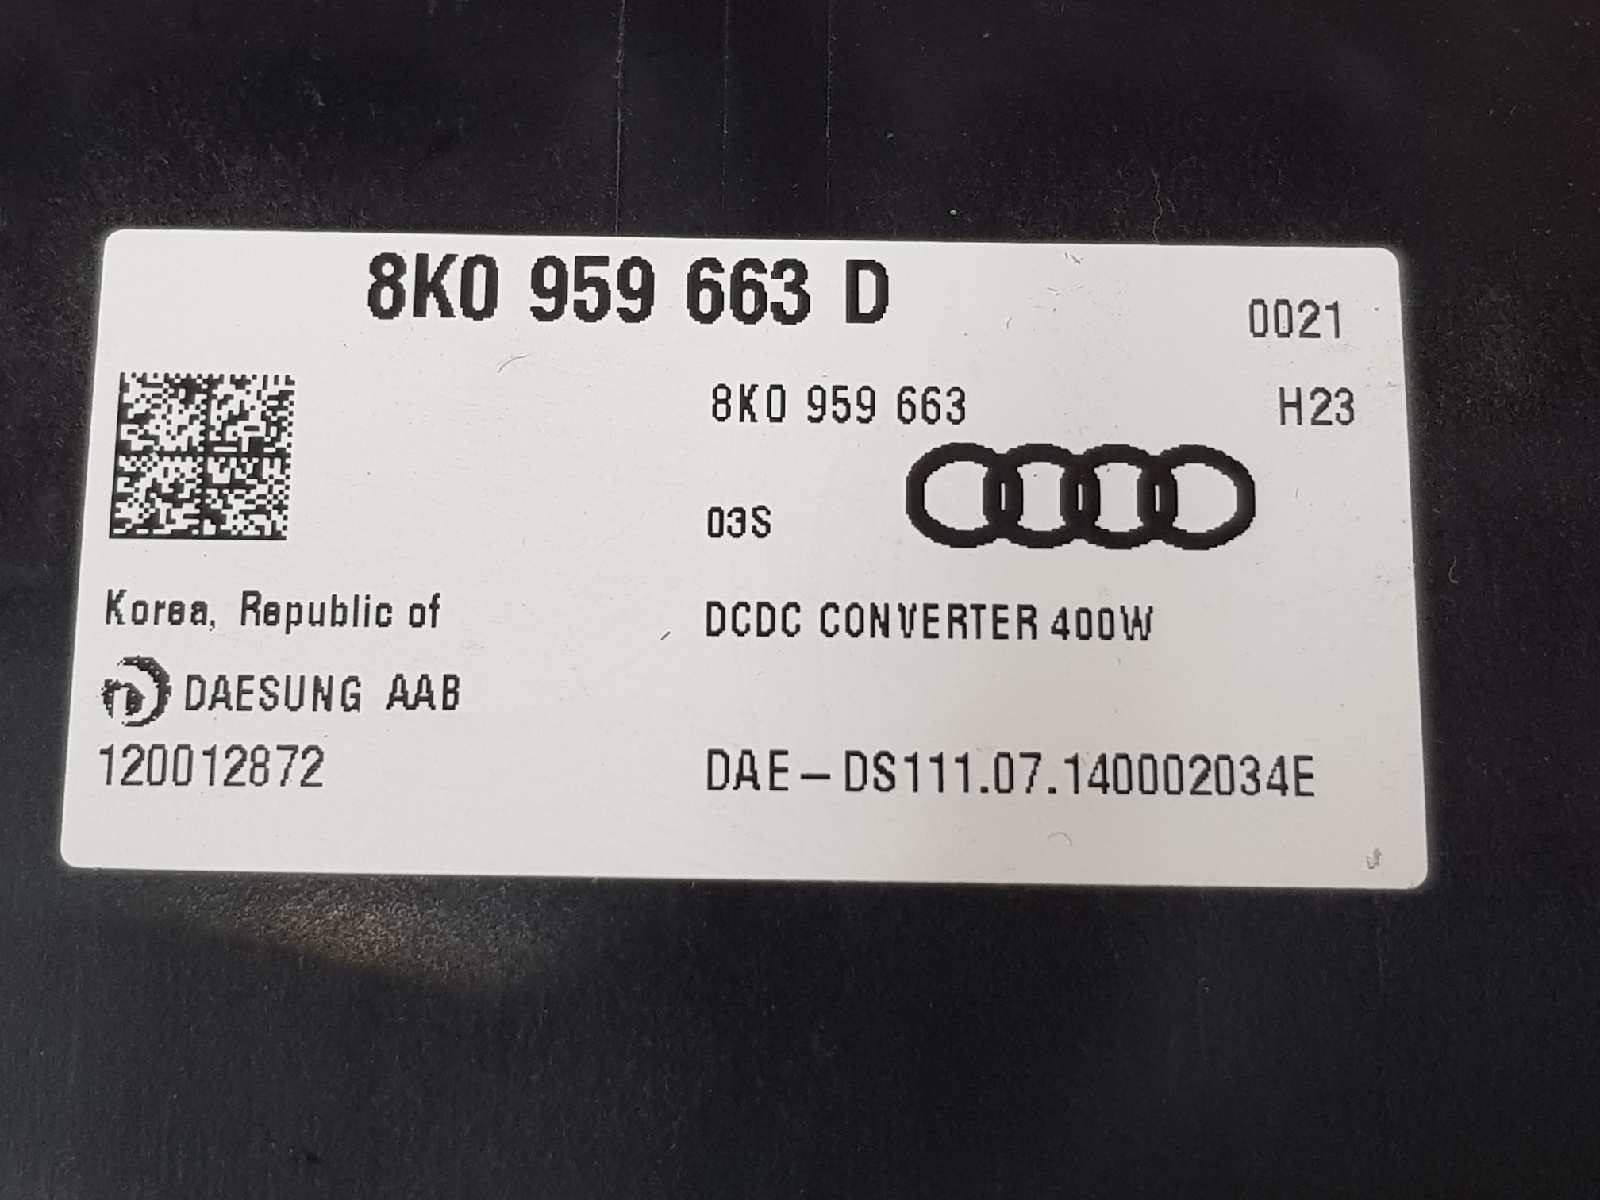 8K0 959 663 D
0021
8K0 959 663
H23
03S
Korea, Republic of
DCDC CONVERTER 400W
DAESUNG AAB
120012872
DAE-DS111.07.140002034E